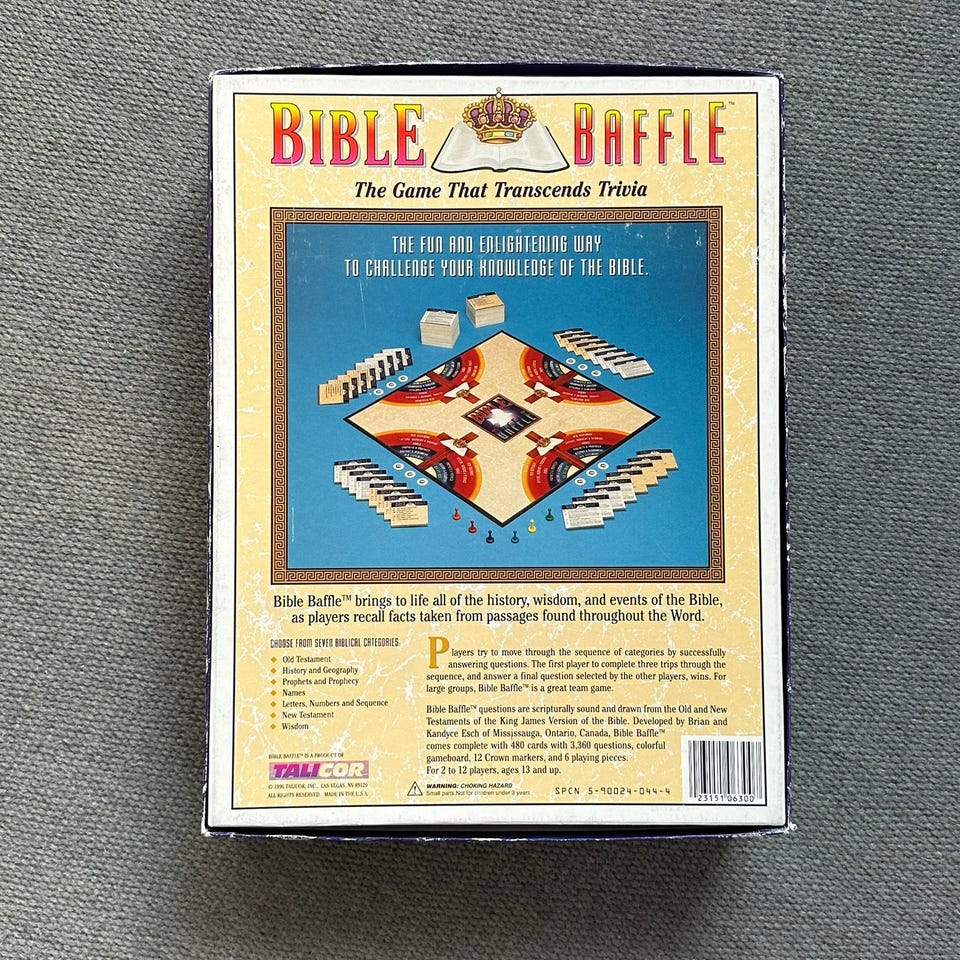 BIBLE BAFFLE™
The Game That Transcends Trivia
THE FUN AND ENLIGHTENING WAY
TO CHALLENGE YOUR KNOWLEDGE OF THE BIBLE.
BIBLE
BAFFLE
Bible Baffle™ brings to life all of the history, wisdom, and events of the Bible,
as players recall facts taken from passages found throughout the Word.
CHOOSE FROM SEVEN BIBLICAL CATEGORIES
Old Testament
History and Geography
Prophets and Prophecy
Names
Letters, Numbers and Sequence
New Testament
Wisdom
BIBLE BAFFLE™ IS A PRODUCT OF
TALICOR
© 1996 TALICOR, INC., LAS VEGAS, NV 89129
ALL RIGHTS RESERVED. MADE IN THE U.S.A.
Players try to move through the sequence of categories by successfully
answering questions. The first player to complete three trips through the
sequence, and answer a final question selected by the other players, wins. For
large groups, Bible Baffle™ is a great team game.
Bible Baffle™ questions are scripturally sound and drawn from the Old and New
Testaments of the King James Version of the Bible. Developed by Brian and
Kandyce Esch of Mississauga, Ontario, Canada, Bible Baffle™
comes complete with 480 cards with 3,360 questions, colorful
gameboard, 12 Crown markers, and 6 playing pieces.
For 2 to 12 players, ages 13 and up.
WARNING: CHOKING HAZARD
Small parts. Not for children under 3 years
SPCN 5-90024-044-4
23151 06300